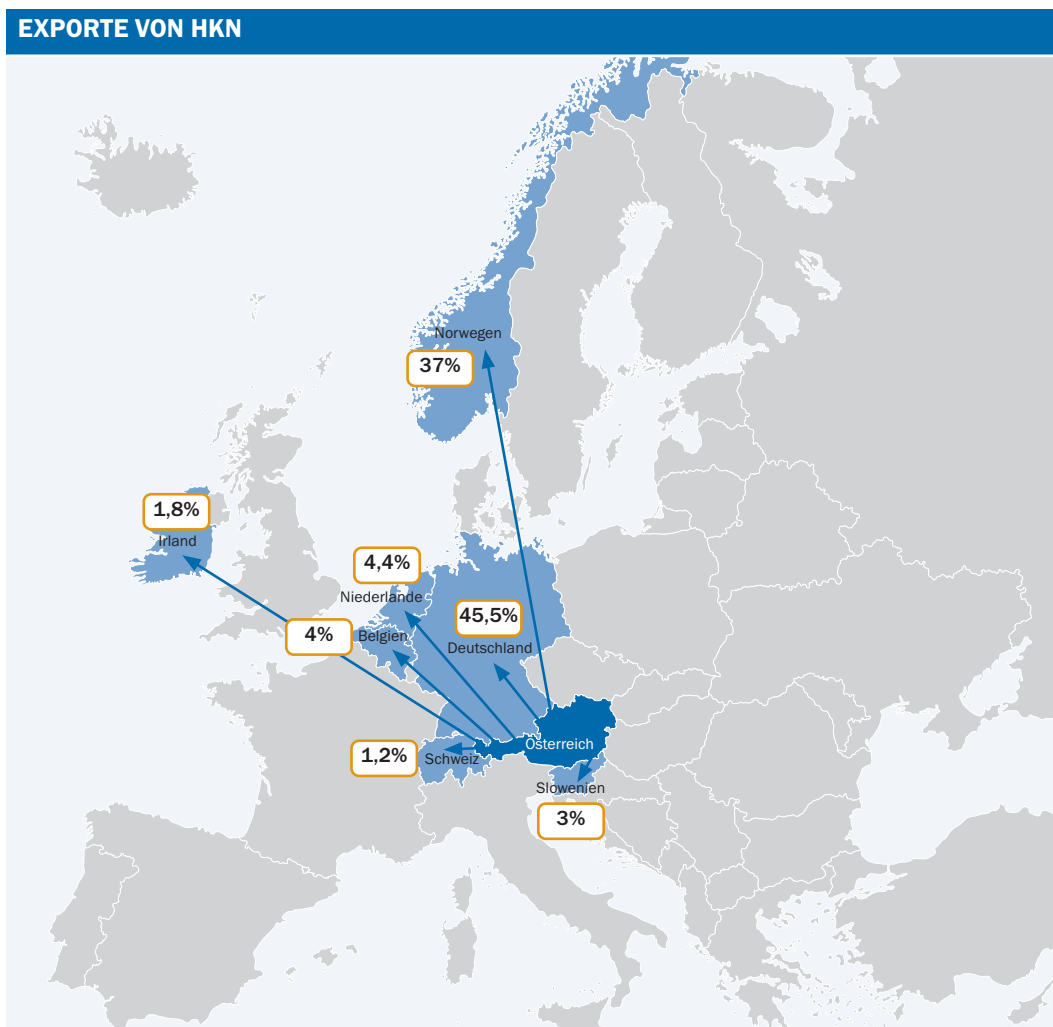 EXPORTE VON HKN
Norwegen
37%
1,8%
Irland
4,4%
Niederlande
45,5%
4%
Belgien
Deutschland
Österreich
1,2%
Schweiz
Slowenien
3%